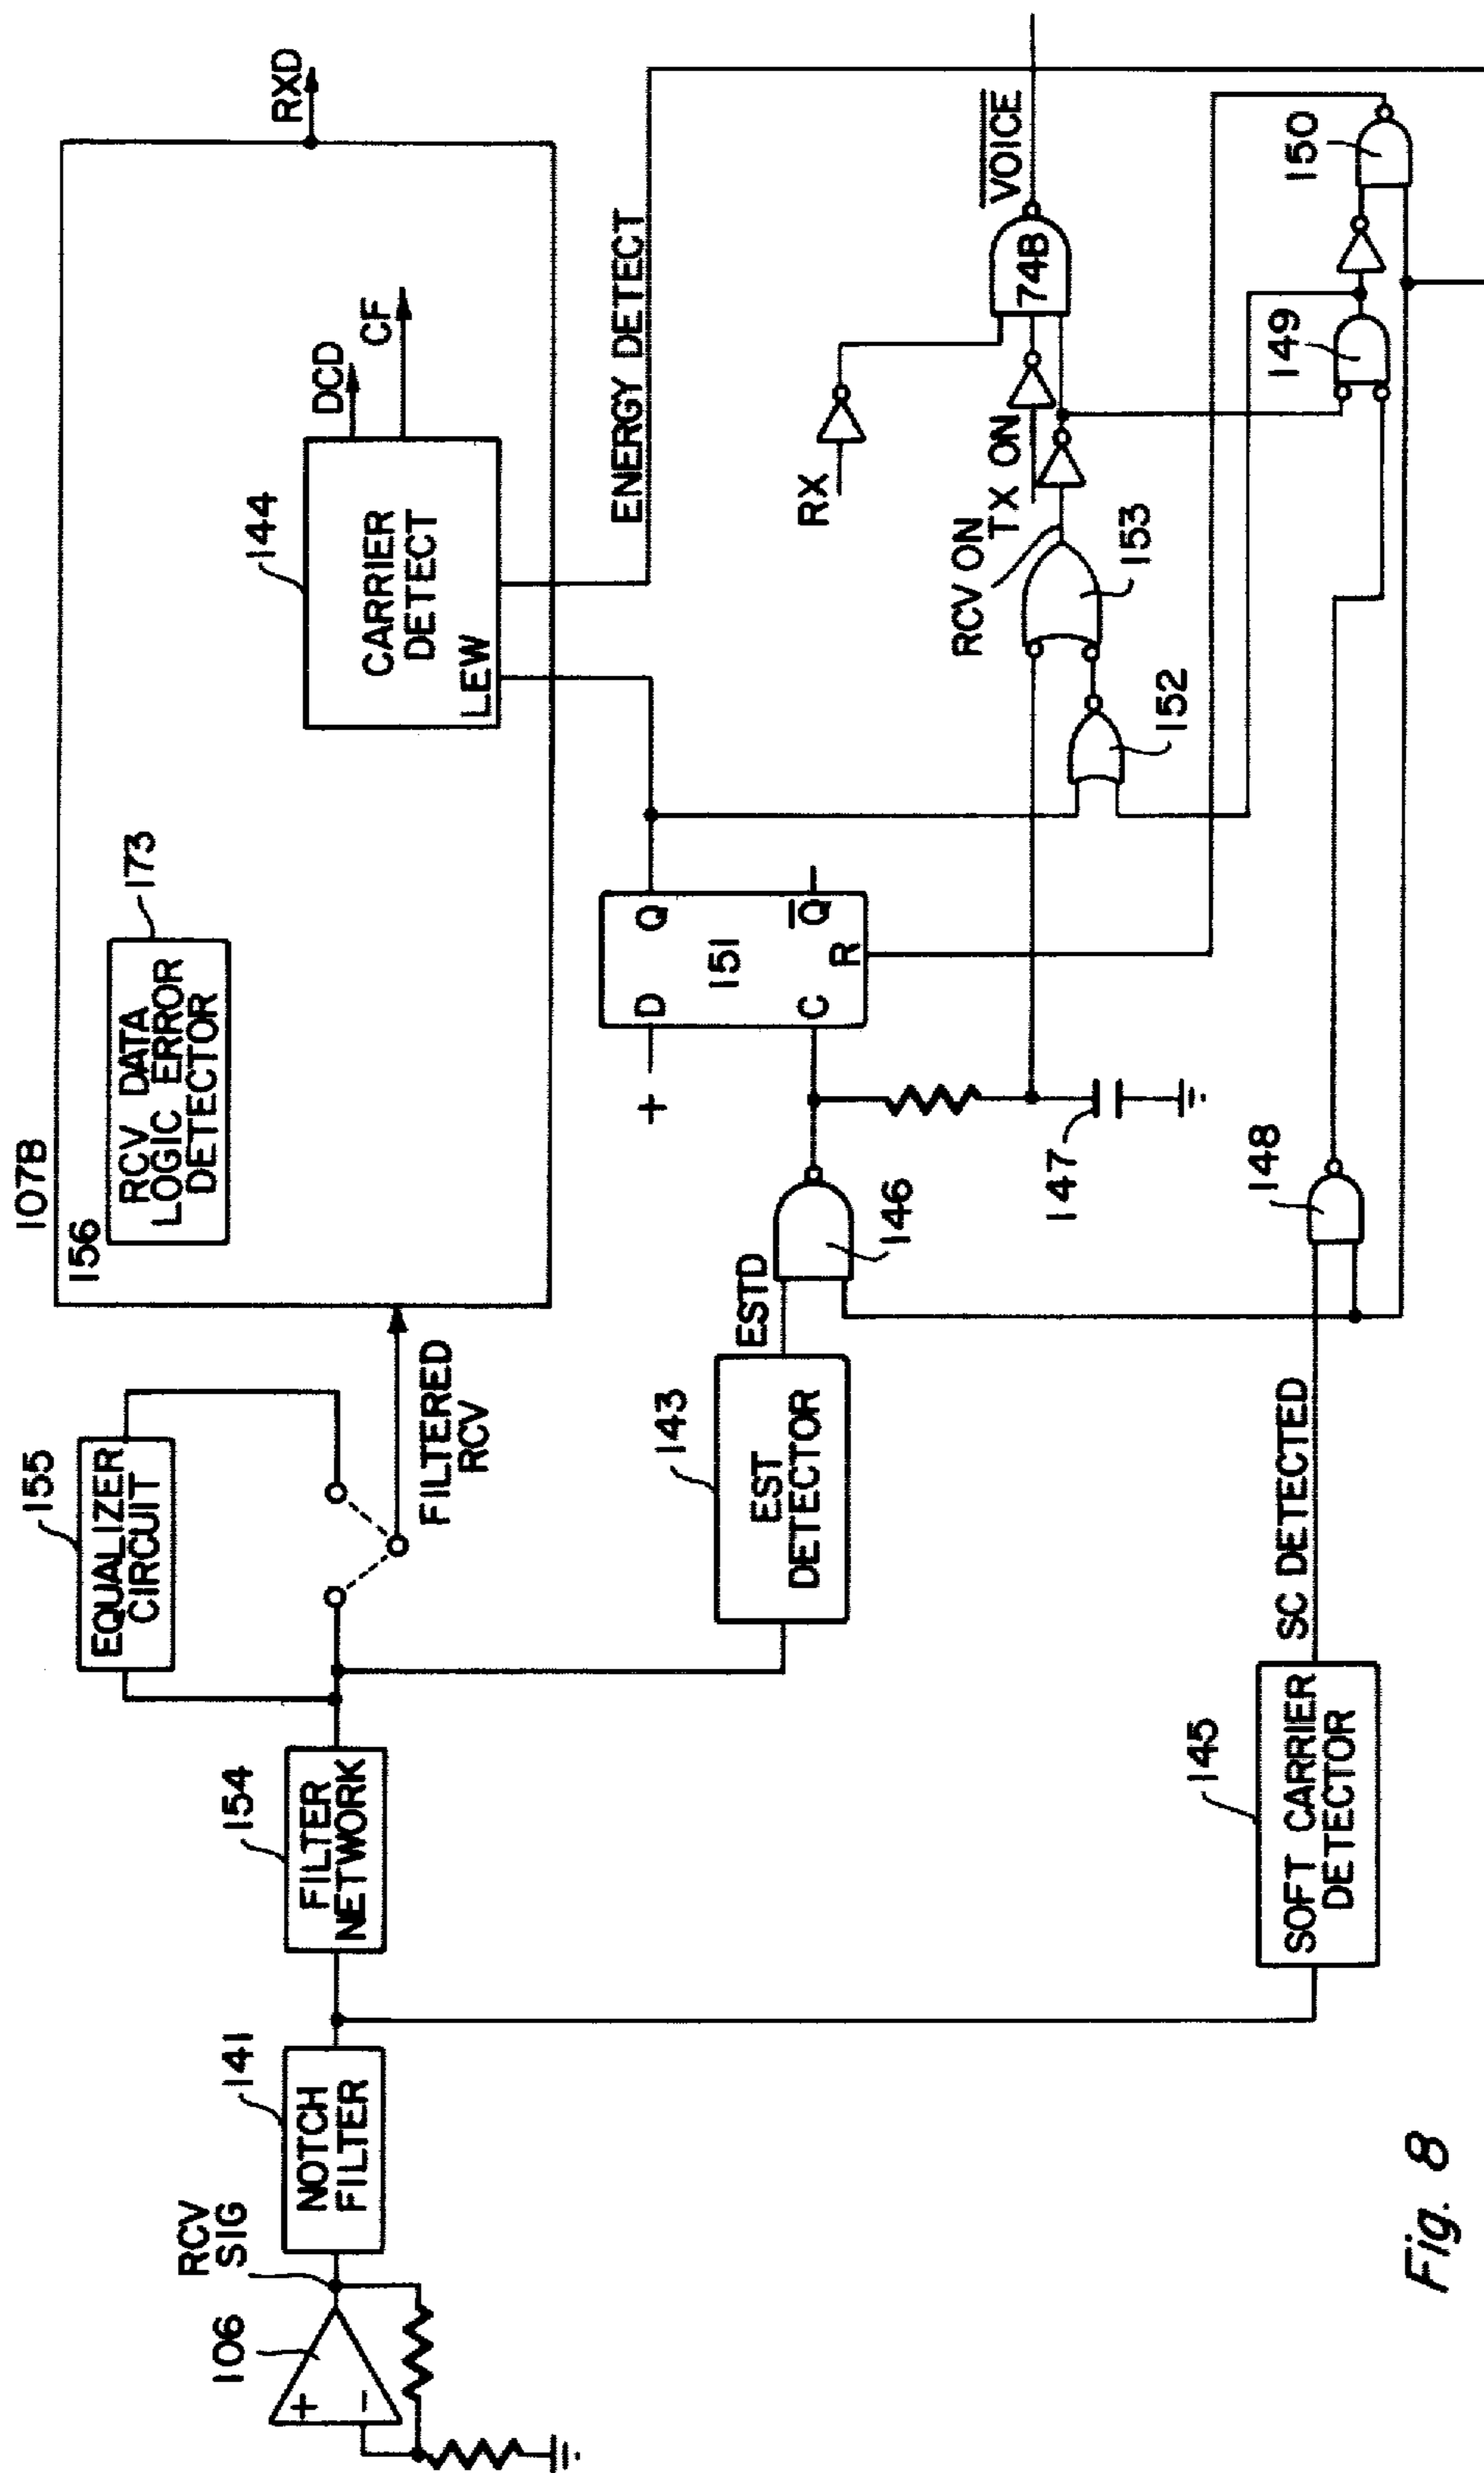 107B
156
RCV DATA
LOGIC ERROR
DETECTOR
173
144
CARRIER
DETECT
LEW
DCD
CF
RXD
155
EQUALIZER
CIRCUIT
FILTERED
RCV
RCV
SIG
106
+
-
141
NOTCH
FILTER
154
FILTER
NETWORK
143
EST
DETECTOR
ESTD
146
147
+
D
Q
151
C
Q
R
ENERGY DETECT
RX
TX ON
RCV ON
153
152
74B
VOICE
145
SOFT CARRIER
DETECTOR
SC DETECTED
148
149
150
Fig. 8